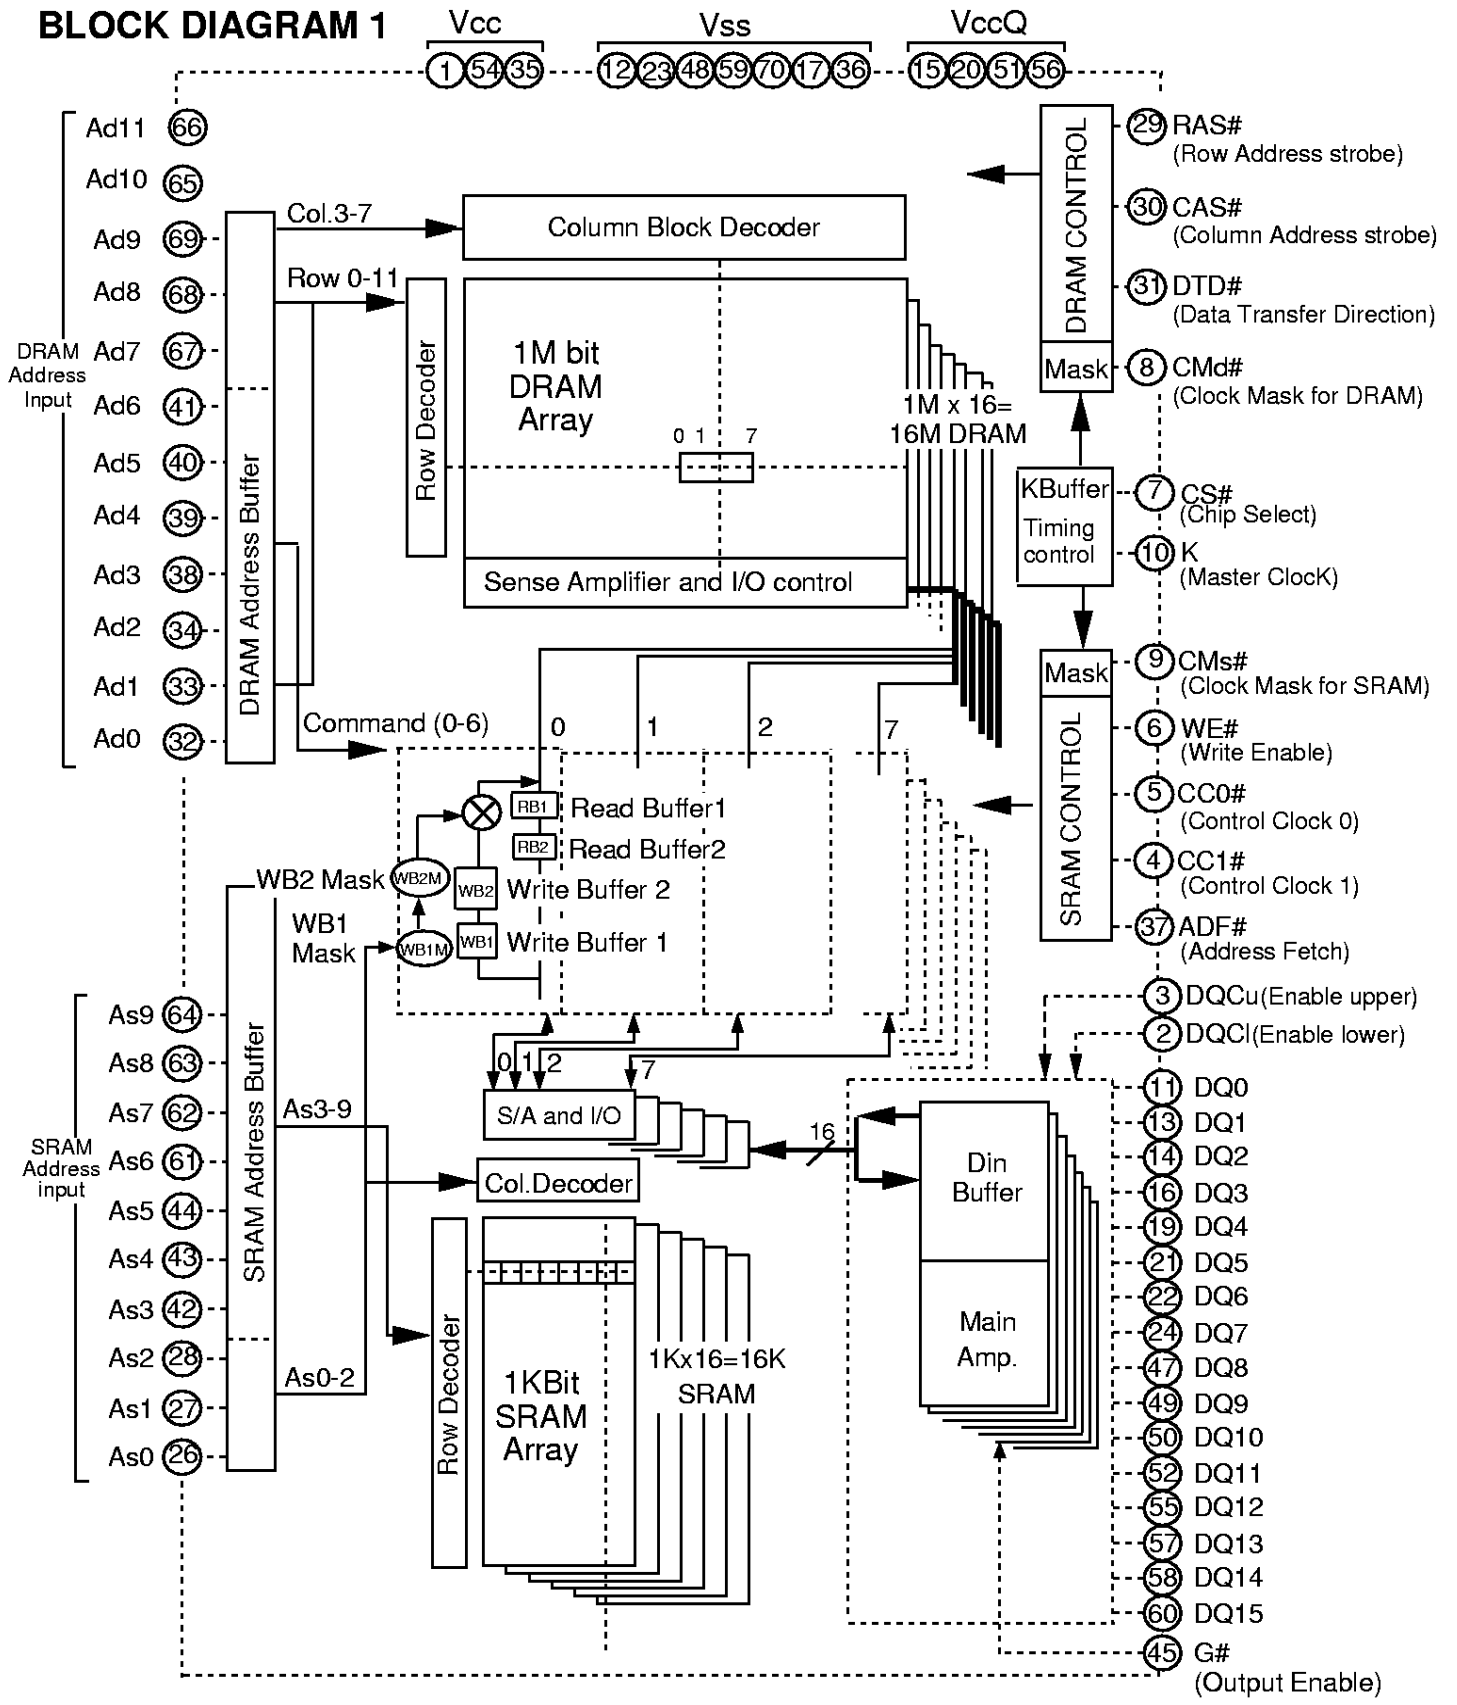 BLOCK DIAGRAM 1
Vcc
Vss
VccQ
1 54 35
12 23 48 59 70 17 36
15 20 51 56
Ad11 66
Ad10 65
Ad9 69
Ad8 68
Ad7 67
Ad6 41
Ad5 40
Ad4 39
Ad3 38
Ad2 34
Ad1 33
Ad0 32
DRAM
Address
Input
DRAM Address Buffer
Col.3-7
Row 0-11
Command (0-6)
Column Block Decoder
Row Decoder
1M bit
DRAM
Array
0 1 7
Sense Amplifier and I/O control
1M x 16=
16M DRAM
DRAM CONTROL
Mask
29 RAS#
(Row Address strobe)
30 CAS#
(Column Address strobe)
31 DTD#
(Data Transfer Direction)
8 CMd#
(Clock Mask for DRAM)
KBuffer
Timing
control
7 CS#
(Chip Select)
10 K
(Master ClocK)
Mask
SRAM CONTROL
9 CMs#
(Clock Mask for SRAM)
6 WE#
(Write Enable)
5 CC0#
(Control Clock 0)
4 CC1#
(Control Clock 1)
37 ADF#
(Address Fetch)
0 1 2 7
RB1 Read Buffer1
RB2 Read Buffer2
WB2 Mask WB2M WB2 Write Buffer 2
WB1
Mask
WB1M WB1 Write Buffer 1
As9 64
As8 63
As7 62
As6 61
As5 44
As4 43
As3 42
As2 28
As1 27
As0 26
SRAM
Address
input
SRAM Address Buffer
As3-9
As0-2
0 1 2 7
S/A and I/O
Col.Decoder
Row Decoder
1KBit
SRAM
Array
1Kx16=16K
SRAM
16
Din
Buffer
Main
Amp.
3 DQCu(Enable upper)
2 DQCl(Enable lower)
11 DQ0
13 DQ1
14 DQ2
16 DQ3
19 DQ4
21 DQ5
22 DQ6
24 DQ7
47 DQ8
49 DQ9
50 DQ10
52 DQ11
55 DQ12
57 DQ13
58 DQ14
60 DQ15
45 G#
(Output Enable)